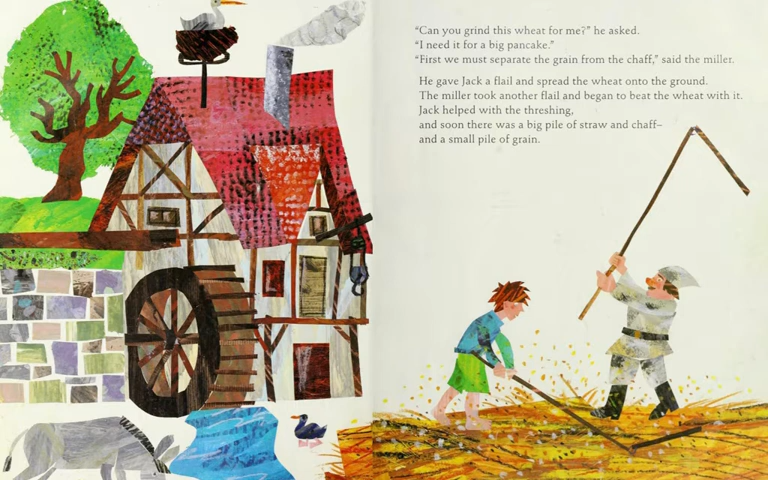 “Can you grind this wheat for me?” he asked.
“I need it for a big pancake.”
“First we must separate the grain from the chaff,” said the miller.
He gave Jack a flail and spread the wheat onto the ground.
The miller took another flail and began to beat the wheat with it.
Jack helped with the threshing,
and soon there was a big pile of straw and chaff–
and a small pile of grain.